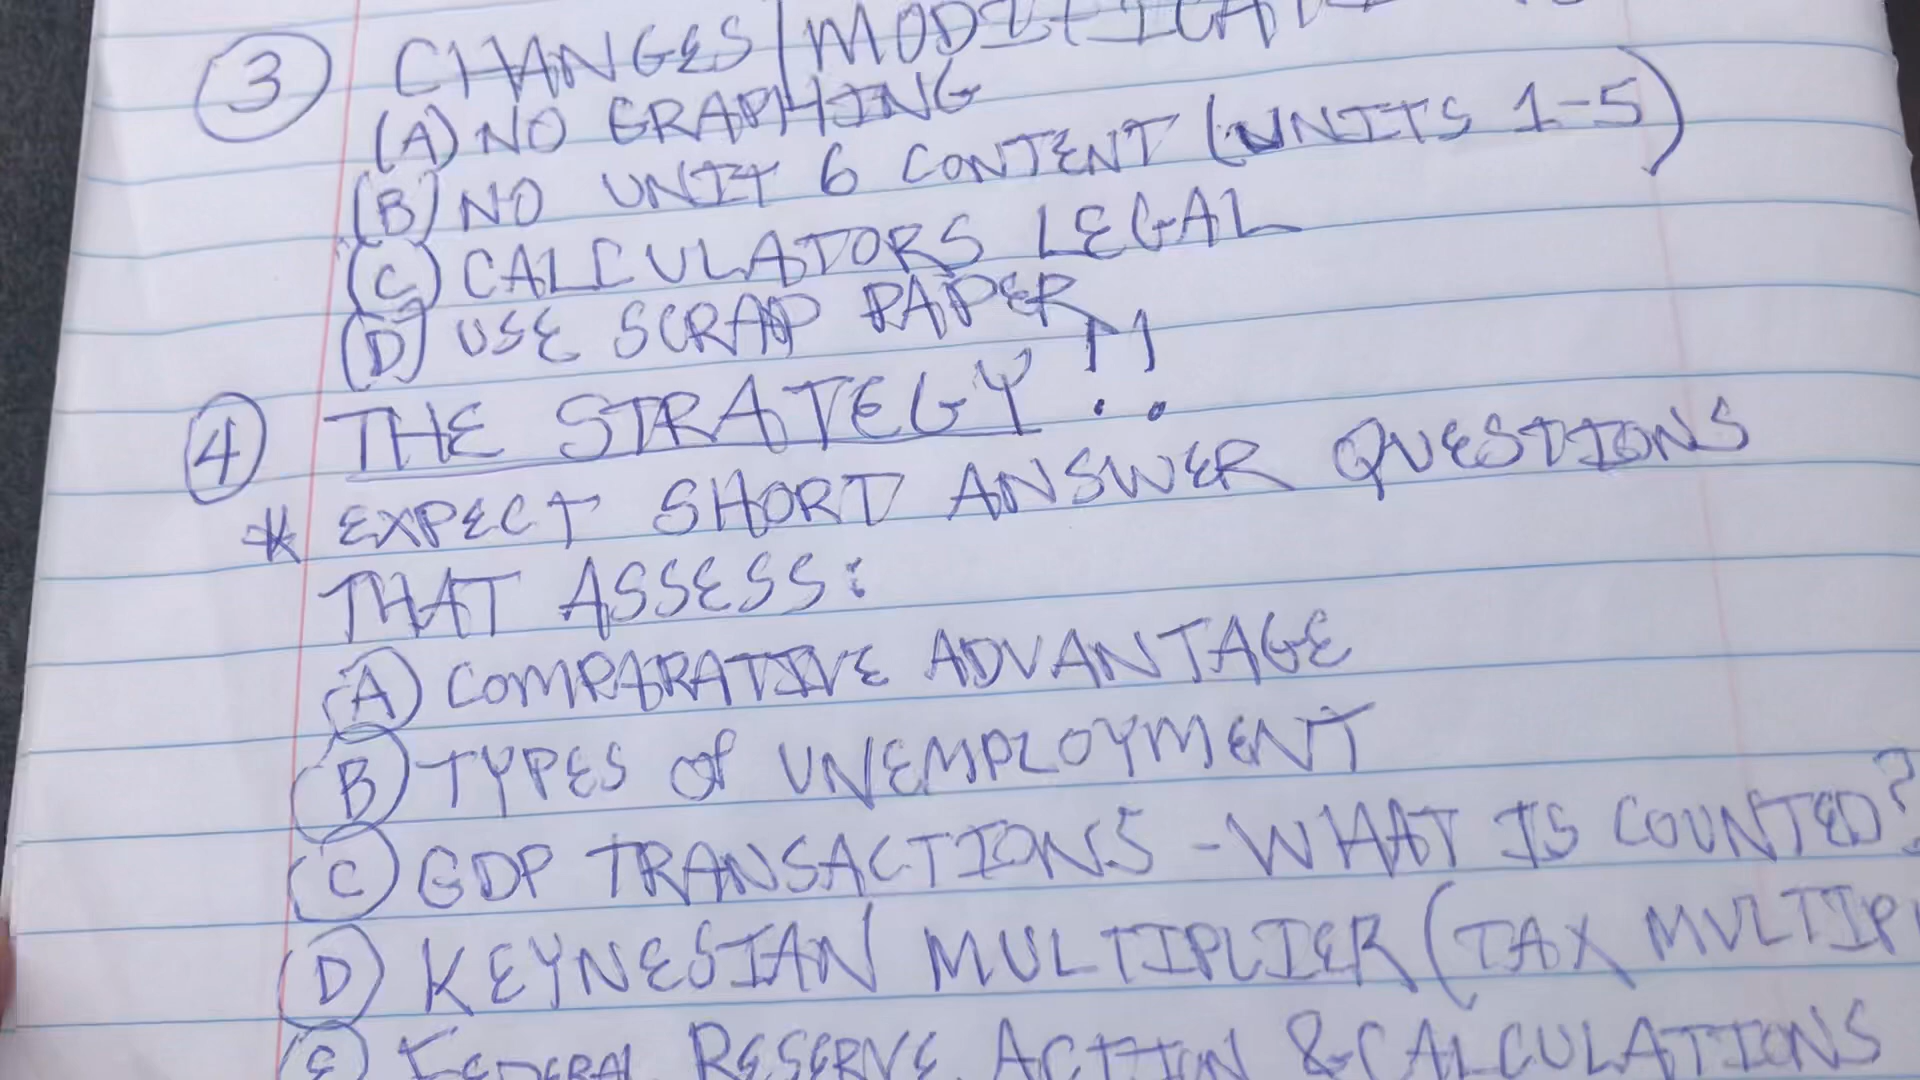 ③ CHANGES/MODIFICATI
(A) NO GRAPHING
(B) NO UNIT 6 CONTENT (UNITS 1-5)
(C) CALCULATORS LEGAL
(D) USE SCRAP PAPER
④ THE STRATEGY!!
* EXPECT SHORT ANSWER QUESTIONS
THAT ASSESS:
(A) COMPARATIVE ADVANTAGE
(B) TYPES OF UNEMPLOYMENT
(C) GDP TRANSACTIONS - WHAT IS COUNTED?
(D) KEYNESIAN MULTIPLIER (TAX MULTIP
(E) FEDERAL RESERVE ACTION & CALCULATIONS